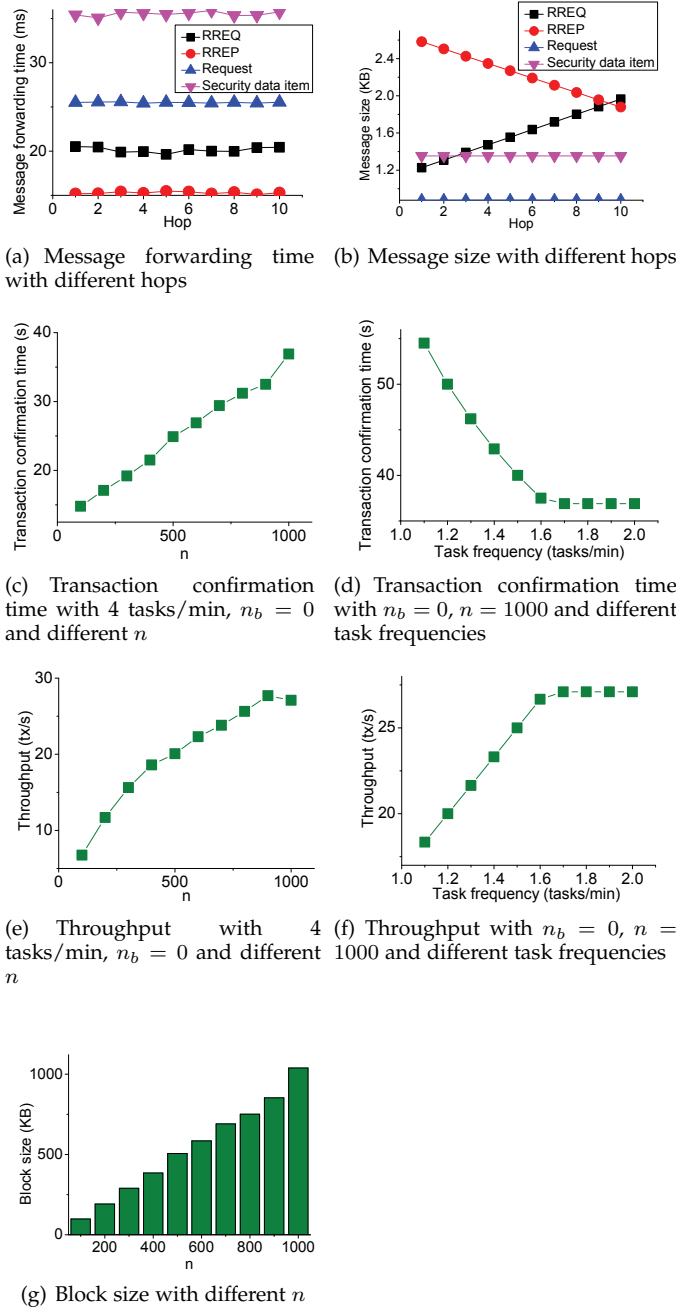 Message forwarding time (ms)
30
20
RREQ
RREP
Request
Security data item
0 2 4 6 8 10
Hop
(a) Message forwarding time
with different hops
Message size (KB)
2.4
2.0
1.6
1.2
RREQ
RREP
Request
Security data item
0 2 4 6 8 10
Hop
(b) Message size with different hops
Transaction confirmation time (s)
40
30
20
0 500 1000
n
(c) Transaction confirmation
time with 4 tasks/min, n_b = 0
and different n
Transaction confirmation time (s)
50
40
1.0 1.2 1.4 1.6 1.8 2.0
Task frequency (tasks/min)
(d) Transaction confirmation time
with n_b = 0, n = 1000 and different
task frequencies
Throughput (tx/s)
30
20
10
0 500 1000
n
(e) Throughput with 4
tasks/min, n_b = 0 and different
n
Throughput (tx/s)
25
20
1.0 1.2 1.4 1.6 1.8 2.0
Task frequency (tasks/min)
(f) Throughput with n_b = 0, n =
1000 and different task frequencies
Block size (KB)
1000
500
0
200 400 600 800 1000
n
(g) Block size with different n